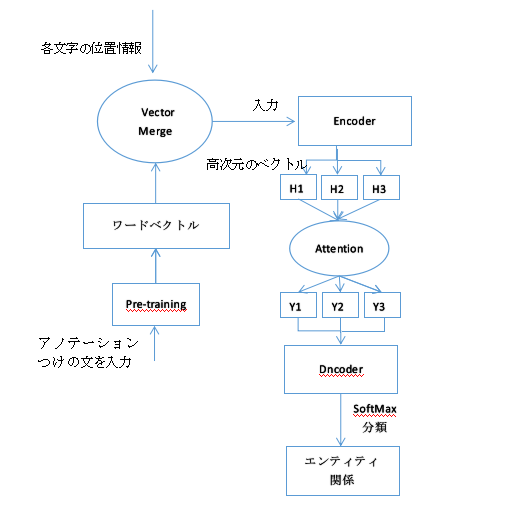 各文字の位置情報
Vector
Merge
入力
Encoder
高次元のベクトル
H1
H2
H3
ワードベクトル
Attention
Pre-training
Y1
Y2
Y3
アノテーション
つけの文を入力
Dncoder
SoftMax
分類
エンティティ
関係